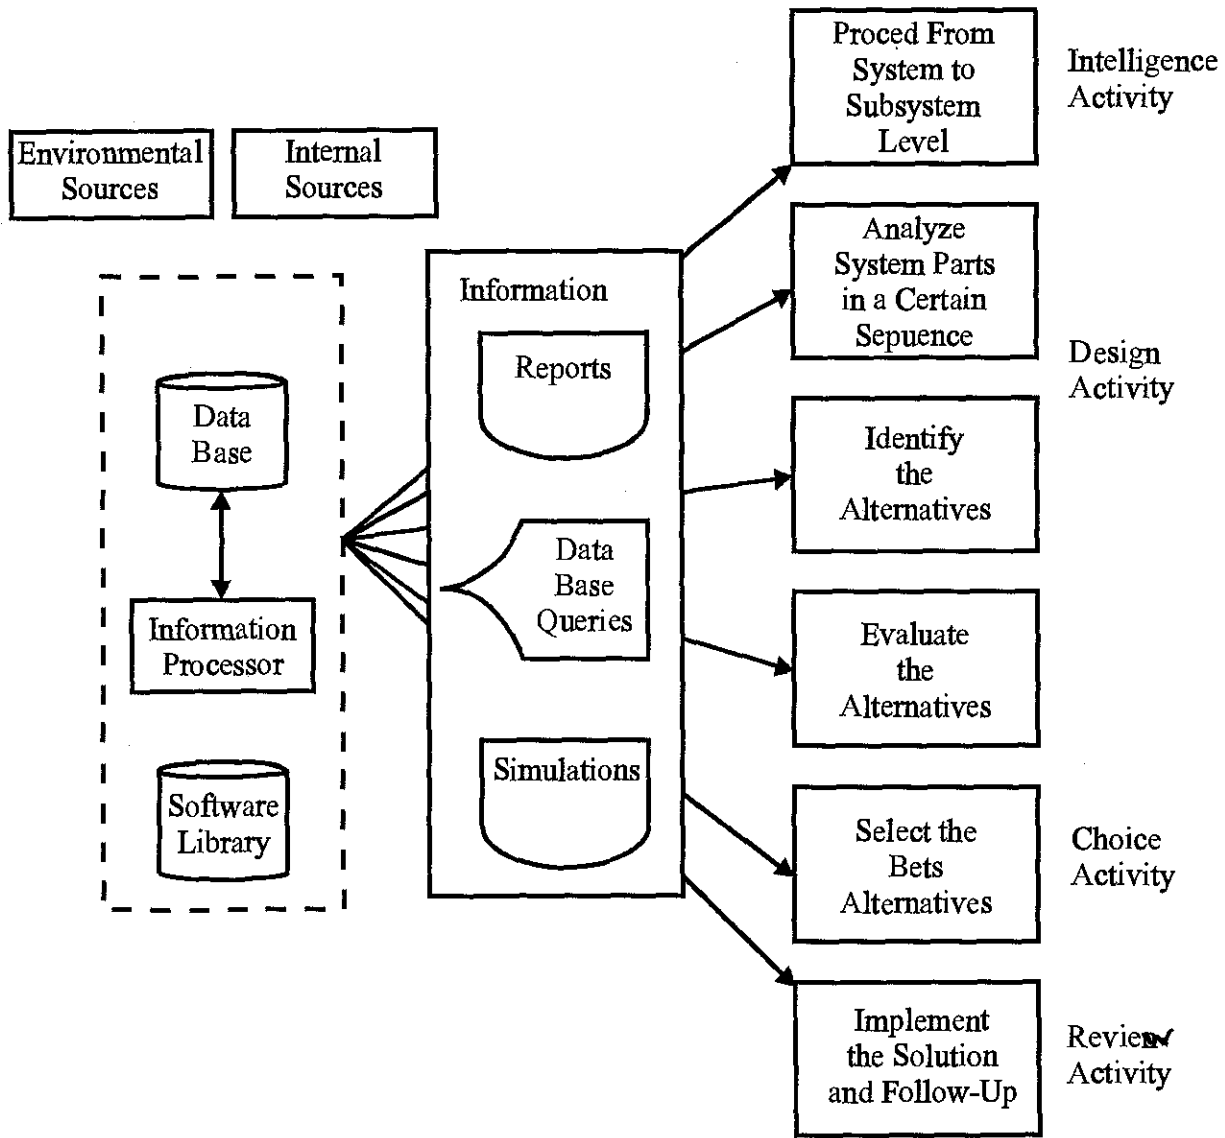 Environmental
Sources
Internal
Sources
Data
Base
Information
Processor
Software
Library
Information
Reports
Data
Base
Queries
Simulations
Proced From
System to
Subsystem
Level
Intelligence
Activity
Analyze
System Parts
in a Certain
Sepuence
Design
Activity
Identify
the
Alternatives
Evaluate
the
Alternatives
Select the
Bets
Alternatives
Choice
Activity
Implement
the Solution
and Follow-Up
Review
Activity